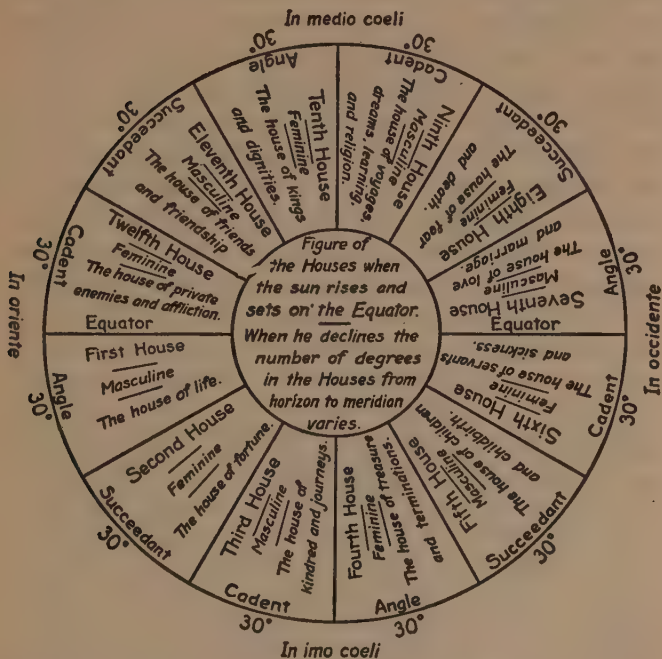 In medio coeli
In oriente
In occidente
In imo coeli
Figure of
the Houses when
the sun rises and
sets on the Equator.
When he declines the
number of degrees
in the Houses from
horizon to meridian
varies.
First House
Masculine
The house of life.
Angle
30°
Second House
Feminine
The house of fortune.
Succeedant
30°
Third House
Masculine
The house of
kindred and journeys.
Cadent
30°
Fourth House
Feminine
The house of treasure
and terminations.
Angle
30°
Fifth House
Masculine
The house of children
and childbirth.
Succeedant
30°
Sixth House
Feminine
The house of servants
and sickness.
Cadent
30°
Equator
Seventh House
Masculine
The house of love
and marriage.
Angle
30°
Eighth House
Feminine
The house of fear
and death.
Succeedant
30°
Ninth House
Masculine
The house of voyages,
dreams, learning,
and religion.
Cadent
30°
Tenth House
Feminine
The house of kings
and dignities.
Angle
30°
Eleventh House
Masculine
The house of friends
and friendship
Succeedant
30°
Twelfth House
Feminine
The house of private
enemies and affliction.
Cadent
30°
Equator